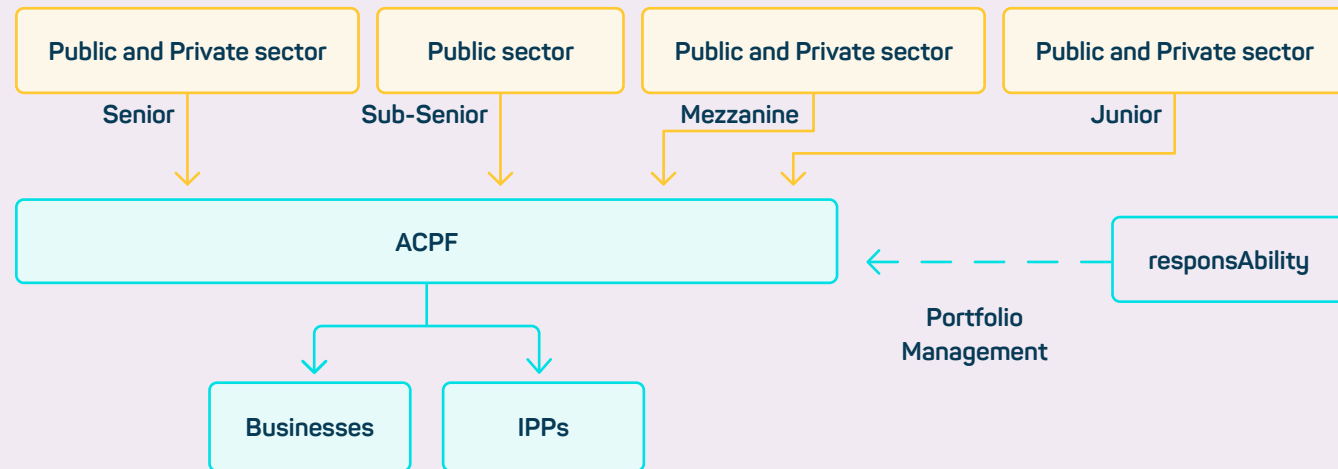 Public and Private sector
Public sector
Public and Private sector
Public and Private sector
Senior
Sub-Senior
Mezzanine
Junior
ACPF
responsAbility
Portfolio
Management
Businesses
IPPs